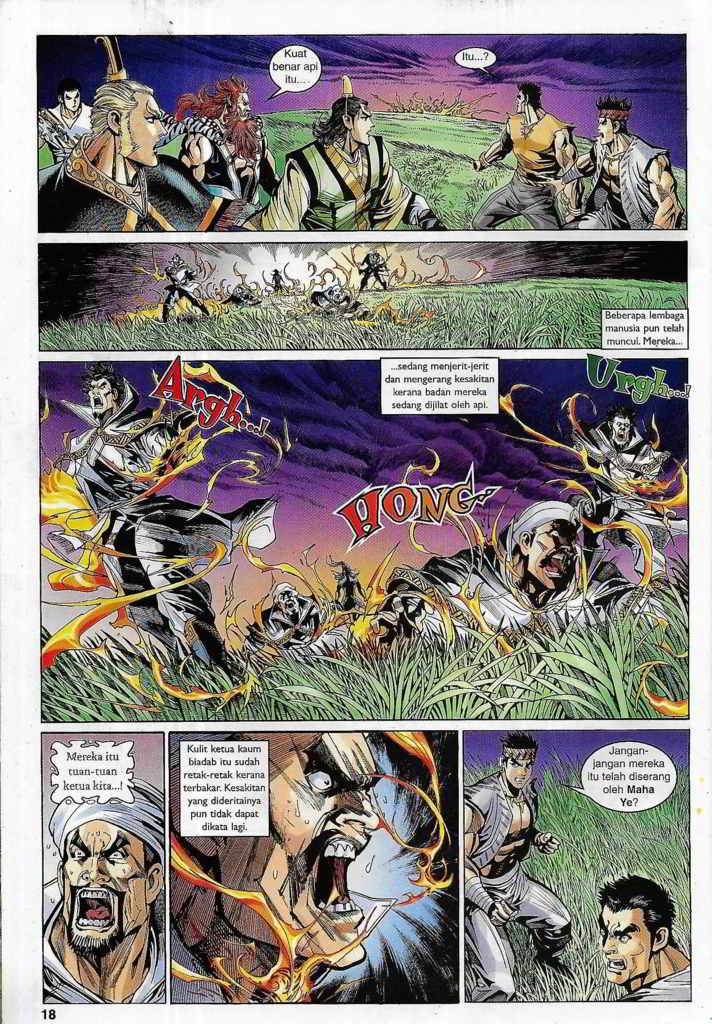 Kuat
benar api
itu....
Itu...?
Beberapa lembaga
manusia pun telah
muncul. Mereka...
Argh...!
...sedang menjerit-jerit
dan mengerang kesakitan
kerana badan mereka
sedang dijilat oleh api.
Urgh...!
HONG...
Mereka itu
tuan-tuan
ketua kita...!
Kulit ketua kaum
biadab itu sudah
retak-retak kerana
terbakar. Kesakitan
yang dideritainya
pun tidak dapat
dikata lagi.
Jangan-
jangan mereka
itu telah diserang
oleh Maha
Ye?
18